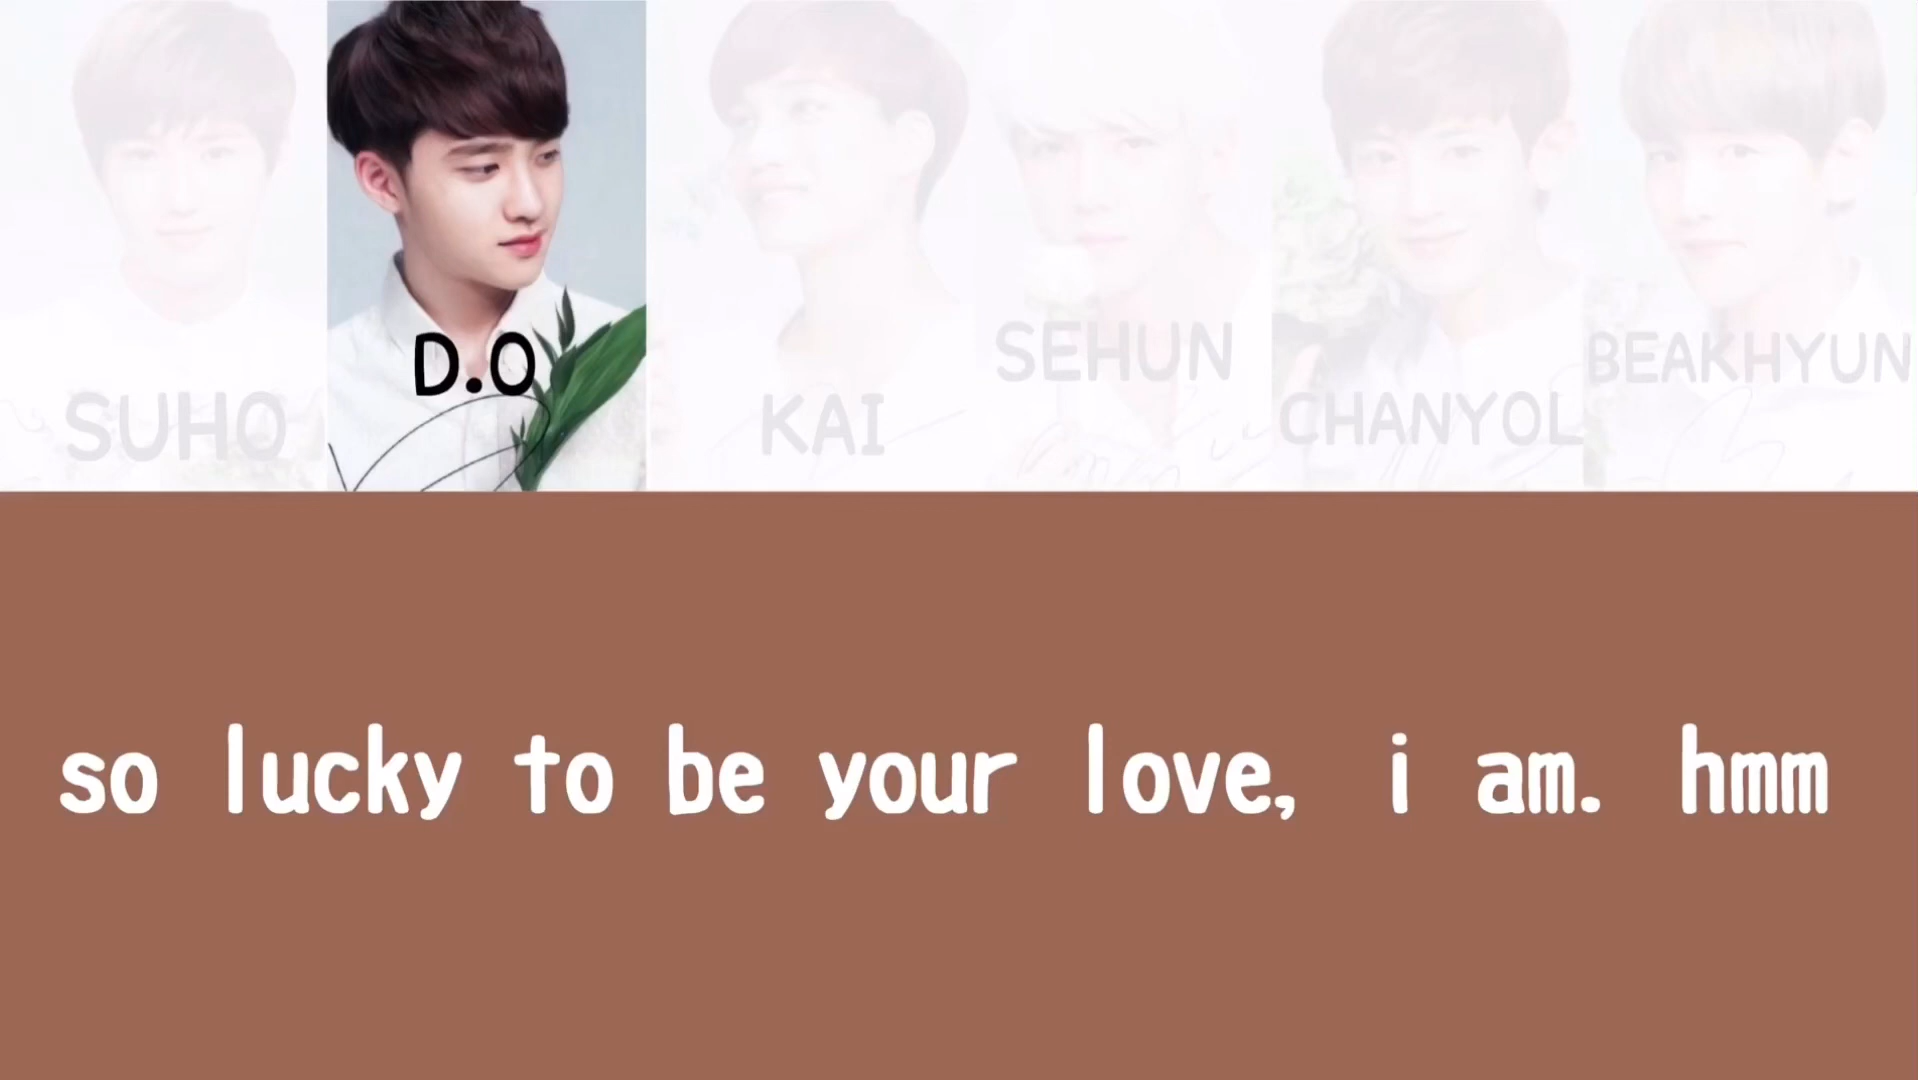 SUHO
D.O
KAI
SEHUN
CHANYOL
BEAKHYUN
so lucky to be your love, i am. hmm